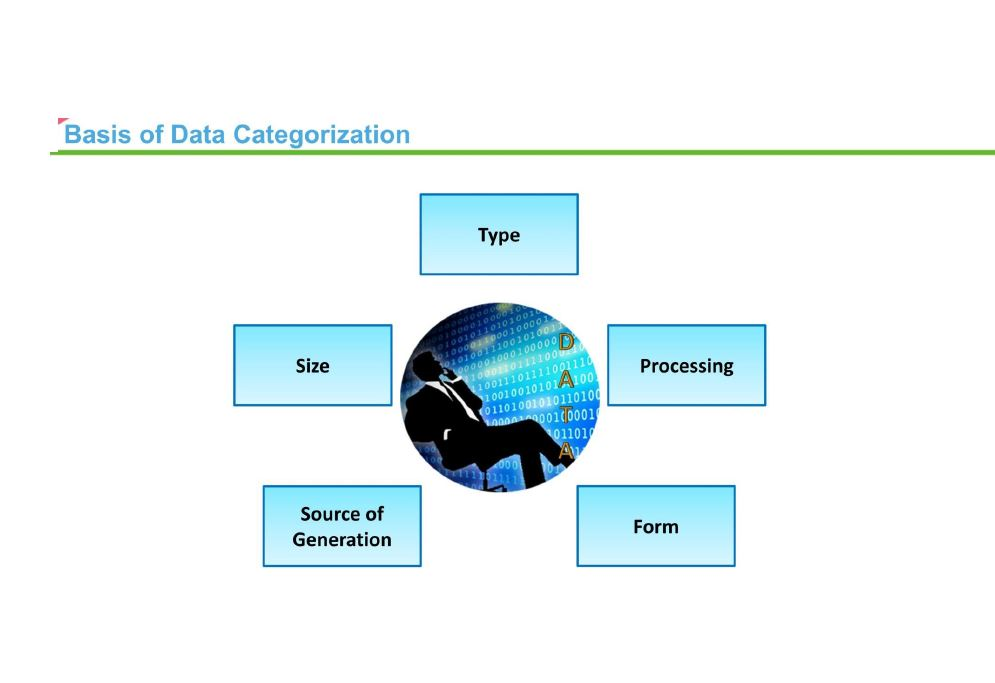 Basis of Data Categorization
Type
Size
Processing
Source of
Generation
Form
D
A
T
A